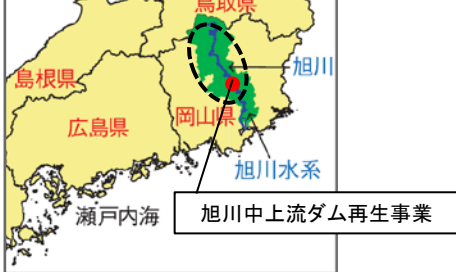 鳥取県
旭川
島根県
岡山県
広島県
旭川水系
瀬戸内海
旭川中上流ダム再生事業